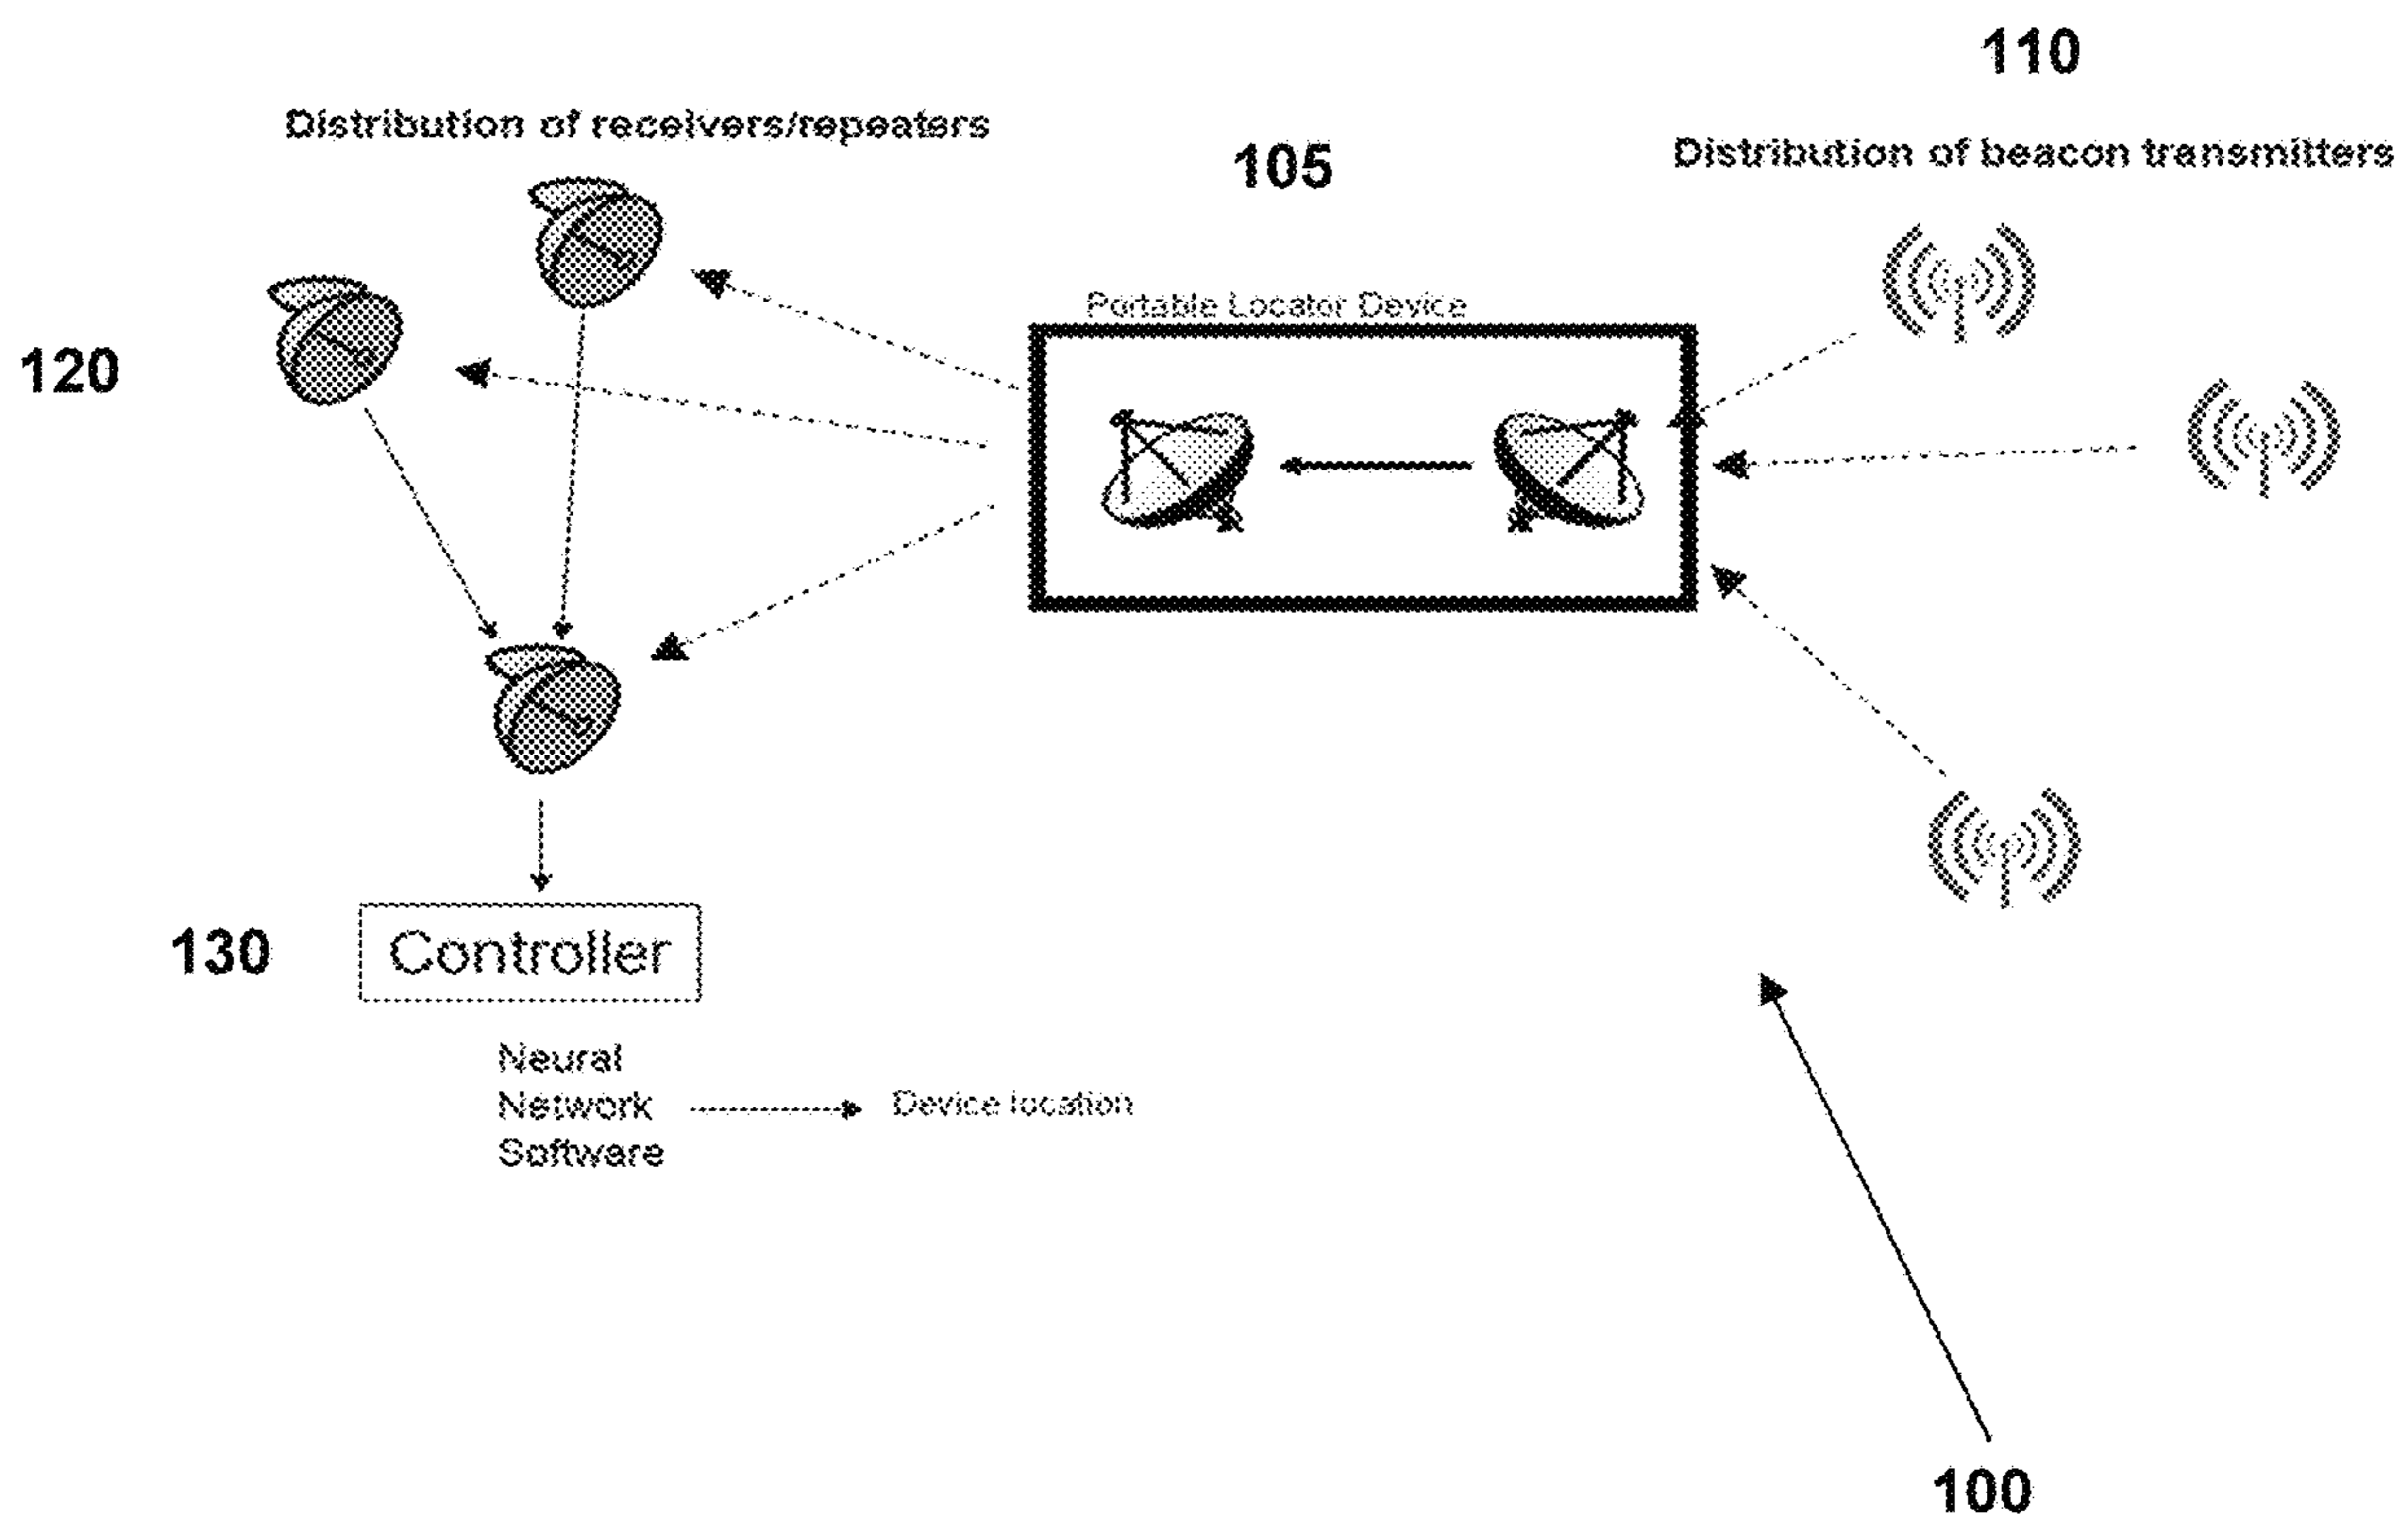 110
Distribution of receivers/repeaters
105
Distribution of beacon transmitters
Portable Locator Device
120
130
Controller
Neural
Network
Software
Device location
100